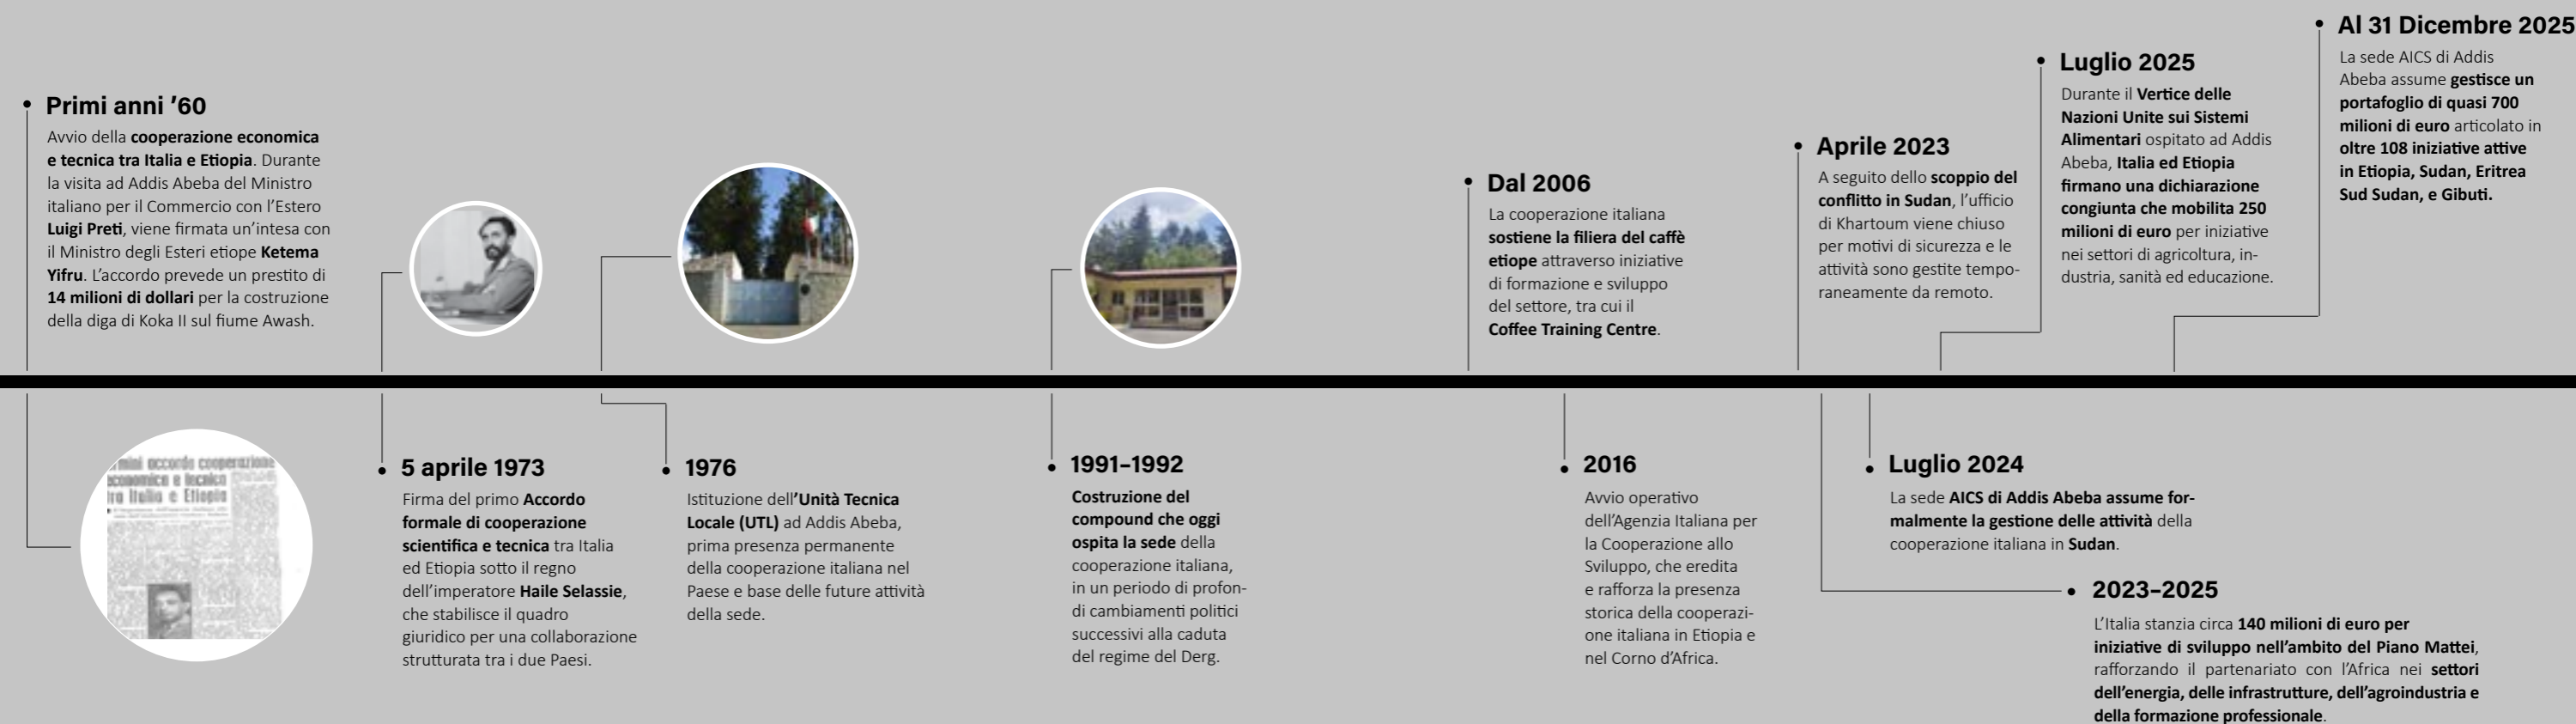 Primi anni ’60
Avvio della cooperazione economica
e tecnica tra Italia e Etiopia. Durante
la visita ad Addis Abeba del Ministro
italiano per il Commercio con l’Estero
Luigi Preti, viene firmata un’intesa con
il Ministro degli Esteri etiope Ketema
Yifru. L’accordo prevede un prestito di
14 milioni di dollari per la costruzione
della diga di Koka II sul fiume Awash.
rmini accordo cooperazione
economica e tecnica
tra Italia e Etiopia
5 aprile 1973
Firma del primo Accordo
formale di cooperazione
scientifica e tecnica tra Italia
ed Etiopia sotto il regno
dell’imperatore Haile Selassie,
che stabilisce il quadro
giuridico per una collaborazione
strutturata tra i due Paesi.
1976
Istituzione dell’Unità Tecnica
Locale (UTL) ad Addis Abeba,
prima presenza permanente
della cooperazione italiana nel
Paese e base delle future attività
della sede.
1991–1992
Costruzione del
compound che oggi
ospita la sede della
cooperazione italiana,
in un periodo di profon-
di cambiamenti politici
successivi alla caduta
del regime del Derg.
Dal 2006
La cooperazione italiana
sostiene la filiera del caffè
etiope attraverso iniziative
di formazione e sviluppo
del settore, tra cui il
Coffee Training Centre.
2016
Avvio operativo
dell’Agenzia Italiana per
la Cooperazione allo
Sviluppo, che eredita
e rafforza la presenza
storica della cooperazi-
one italiana in Etiopia e
nel Corno d’Africa.
Aprile 2023
A seguito dello scoppio del
conflitto in Sudan, l’ufficio
di Khartoum viene chiuso
per motivi di sicurezza e le
attività sono gestite tempo-
raneamente da remoto.
Luglio 2024
La sede AICS di Addis Abeba assume for-
malmente la gestione delle attività della
cooperazione italiana in Sudan.
2023–2025
L’Italia stanzia circa 140 milioni di euro per
iniziative di sviluppo nell’ambito del Piano Mattei,
rafforzando il partenariato con l’Africa nei settori
dell’energia, delle infrastrutture, dell’agroindustria e
della formazione professionale.
Luglio 2025
Durante il Vertice delle
Nazioni Unite sui Sistemi
Alimentari ospitato ad Addis
Abeba, Italia ed Etiopia
firmano una dichiarazione
congiunta che mobilita 250
milioni di euro per iniziative
nei settori di agricoltura, in-
dustria, sanità ed educazione.
Al 31 Dicembre 2025
La sede AICS di Addis
Abeba assume gestisce un
portafoglio di quasi 700
milioni di euro articolato in
oltre 108 iniziative attive
in Etiopia, Sudan, Eritrea
Sud Sudan, e Gibuti.